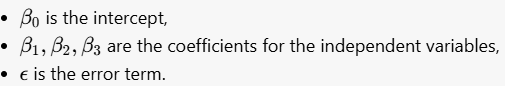 • β₀ is the intercept,
• β₁, β₂, β₃ are the coefficients for the independent variables,
• ϵ is the error term.